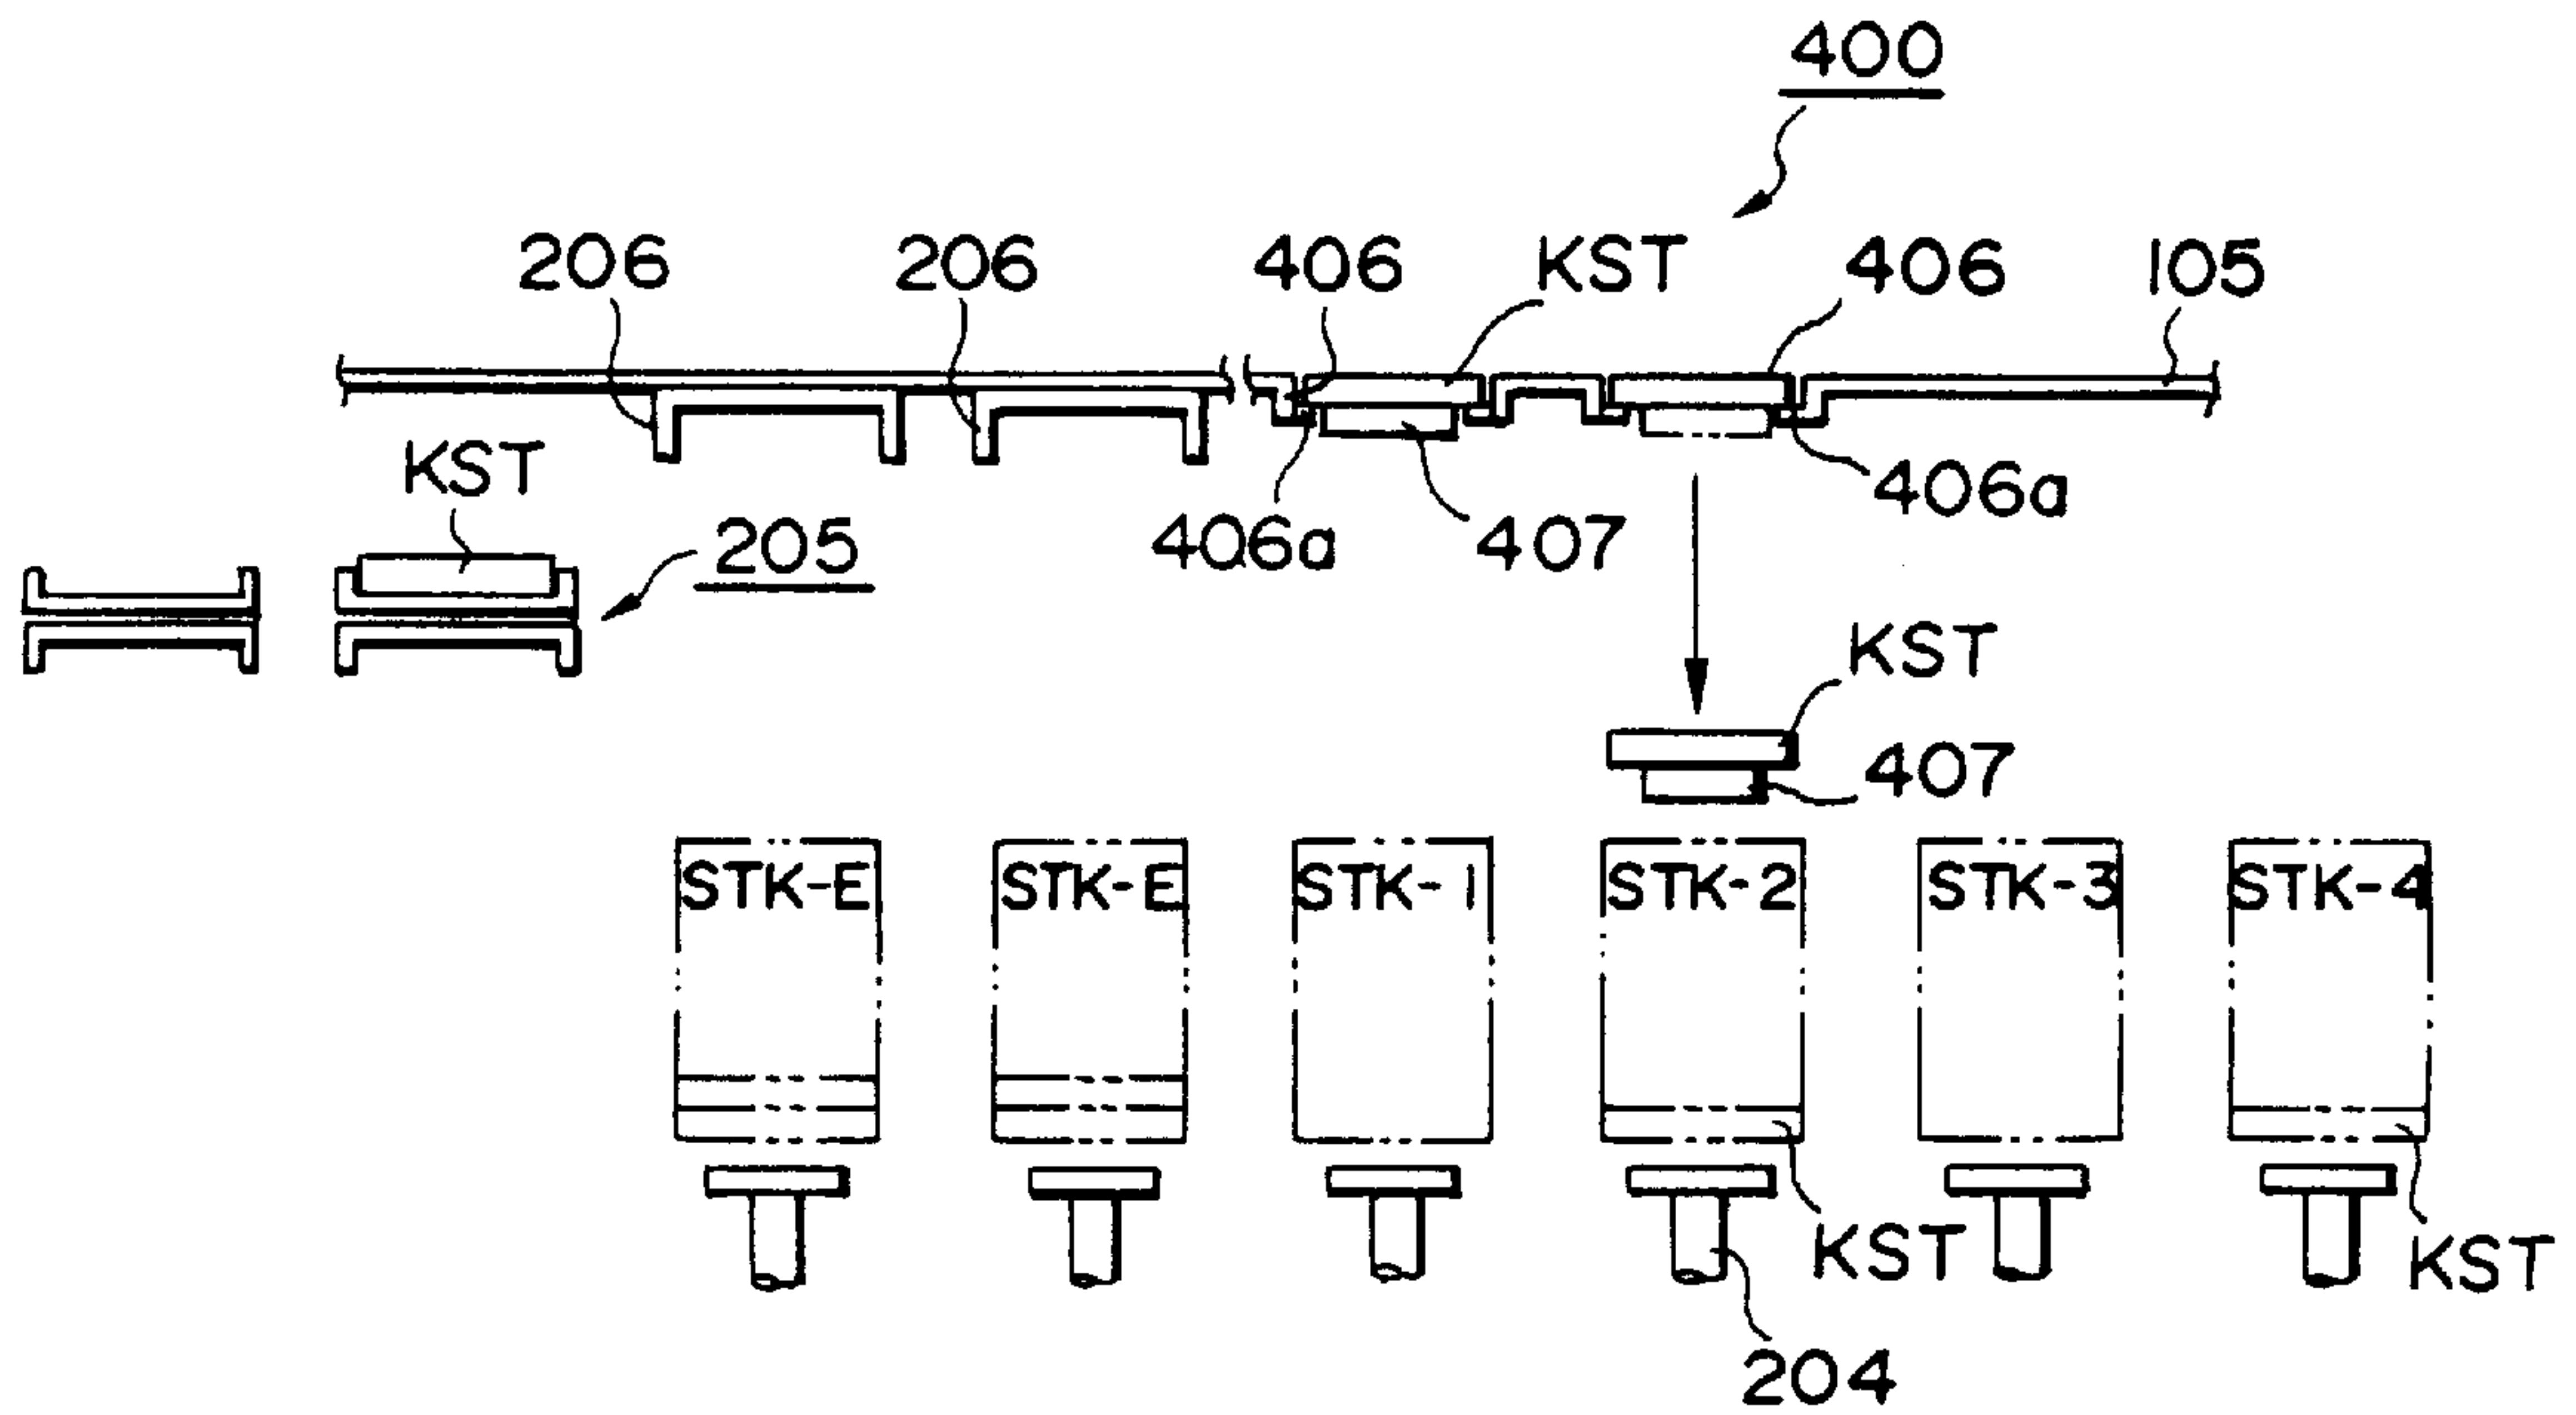 400
206 206 406 KST 406 105
KST 205 406a 407 406a
KST
407
STK-E STK-E STK-1 STK-2 STK-3 STK-4
KST KST
204